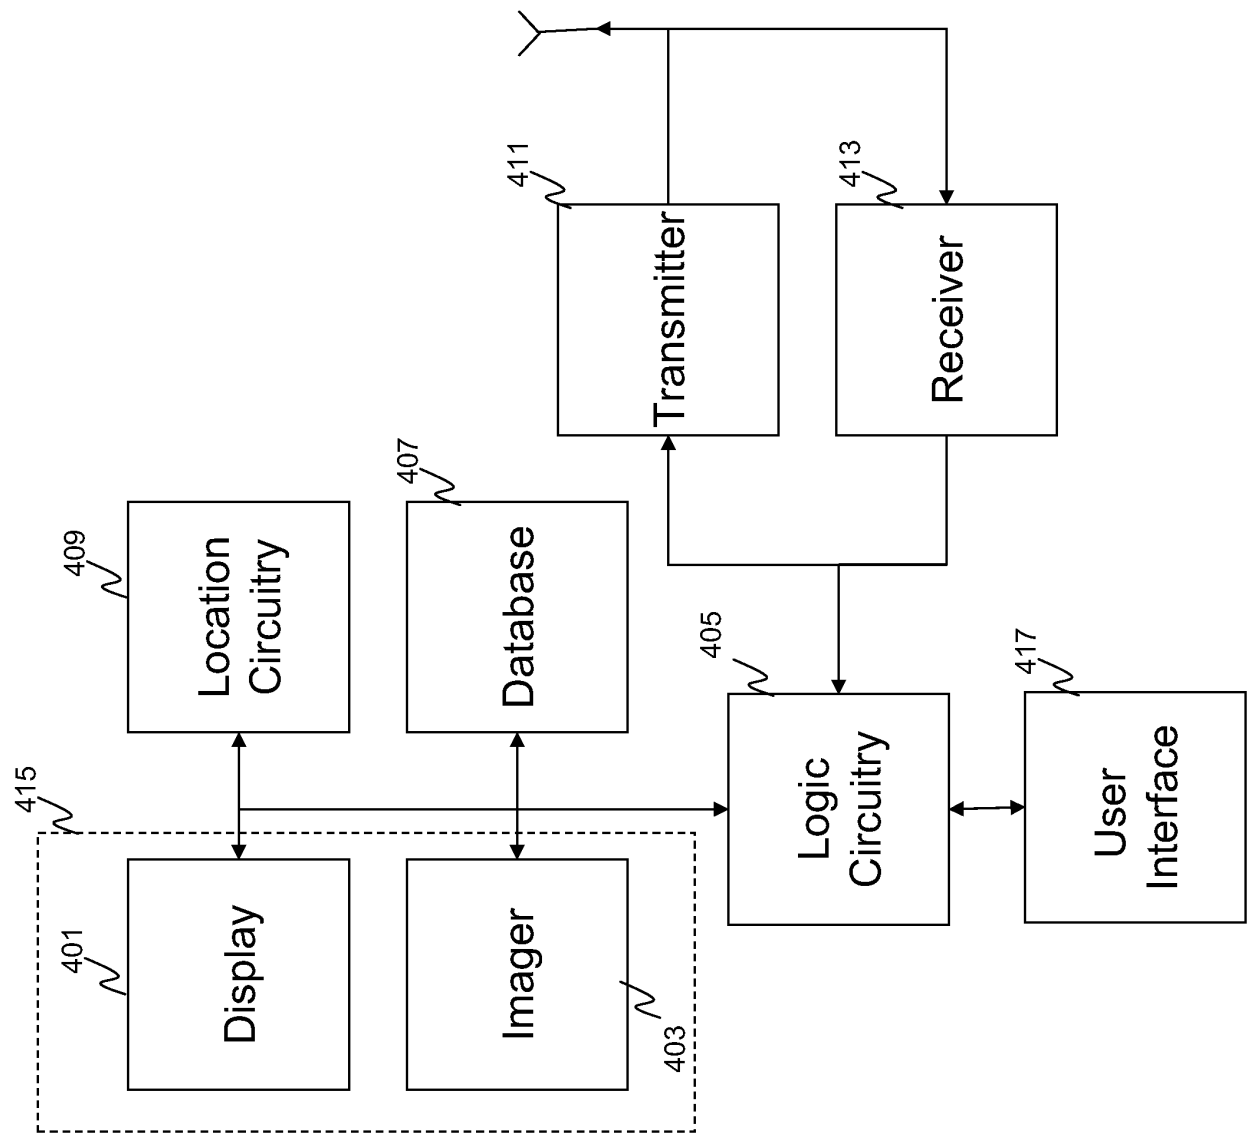 415
401
Display
409
Location
Circuitry
403
Imager
407
Database
405
Logic
Circuitry
411
Transmitter
417
User
Interface
413
Receiver